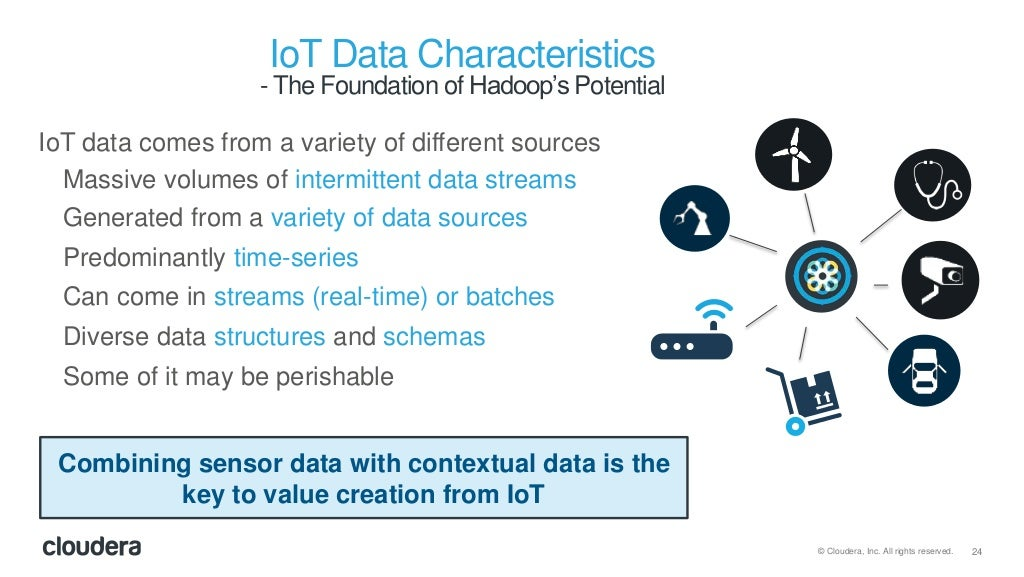 IoT Data Characteristics
- The Foundation of Hadoop’s Potential
IoT data comes from a variety of different sources
Massive volumes of intermittent data streams
Generated from a variety of data sources
Predominantly time-series
Can come in streams (real-time) or batches
Diverse data structures and schemas
Some of it may be perishable
Combining sensor data with contextual data is the
key to value creation from IoT
cloudera
© Cloudera, Inc. All rights reserved. 24